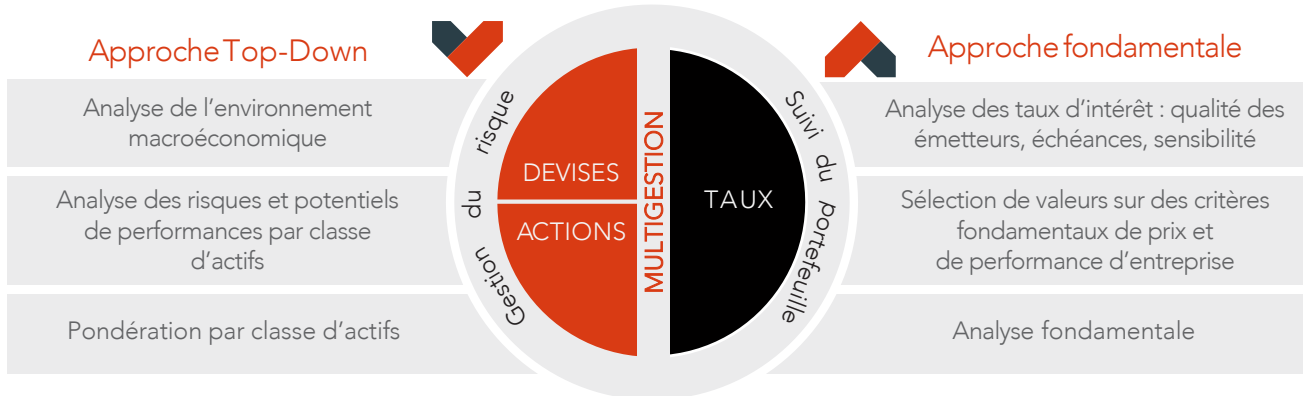 Approche Top-Down
Analyse de l’environnement
macroéconomique
Analyse des risques et potentiels
de performances par classe
d’actifs
Pondération par classe d’actifs
Gestion du risque
DEVISES
ACTIONS
MULTIGESTION
TAUX
Suivi du portefeuille
Approche fondamentale
Analyse des taux d’intérêt : qualité des
émetteurs, échéances, sensibilité
Sélection de valeurs sur des critères
fondamentaux de prix et
de performance d’entreprise
Analyse fondamentale